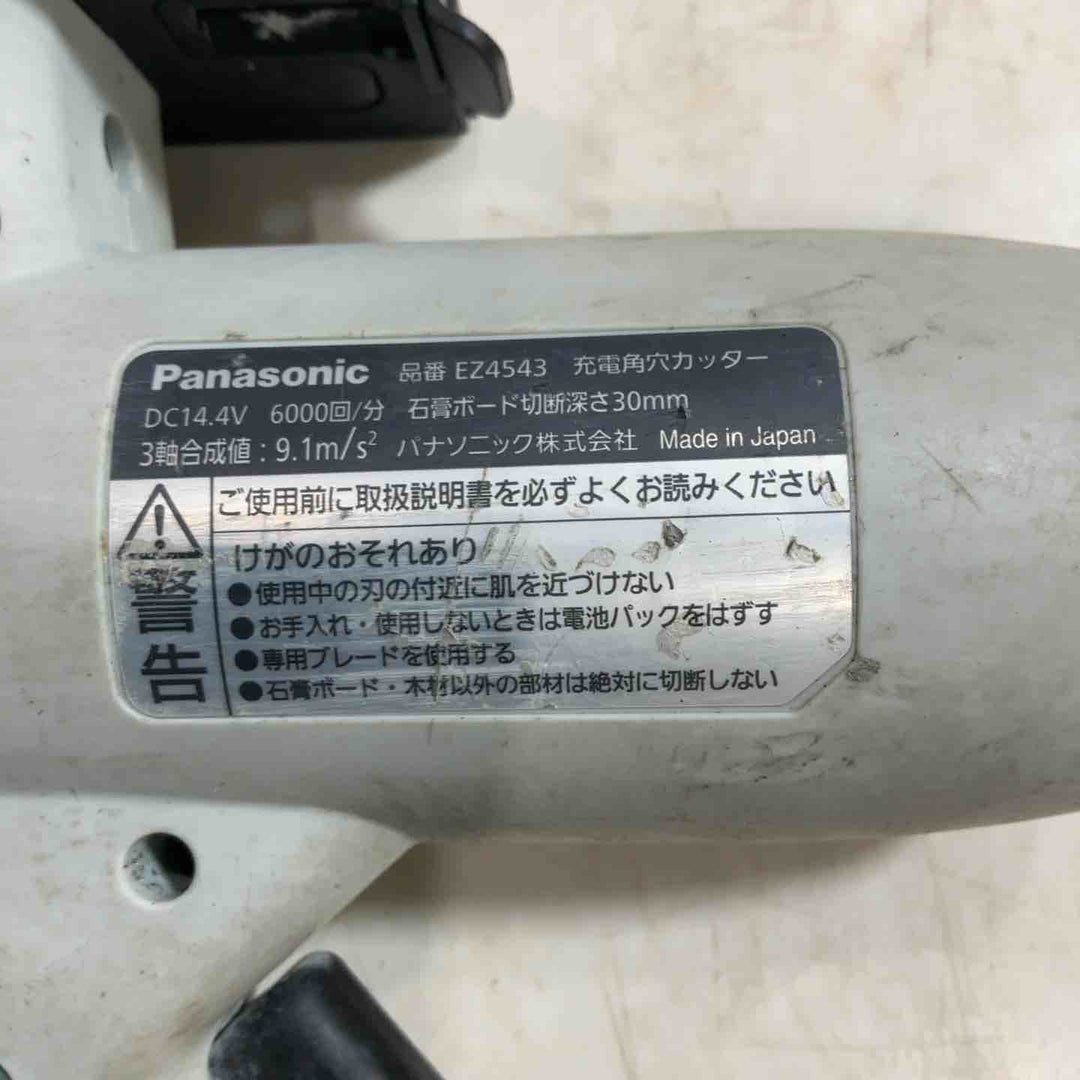 Panasonic 品番 EZ4543 充電角穴カッター
DC14.4V 6000回/分 石膏ボード切断深さ30mm
3軸合成値：9.1m/s² パナソニック株式会社 Made in Japan
警告
ご使用前に取扱説明書を必ずよくお読みください
けがのおそれあり
●使用中の刃の付近に肌を近づけない
●お手入れ・使用しないときは電池パックをはずす
●専用ブレードを使用する
●石膏ボード・木材以外の部材は絶対に切断しない